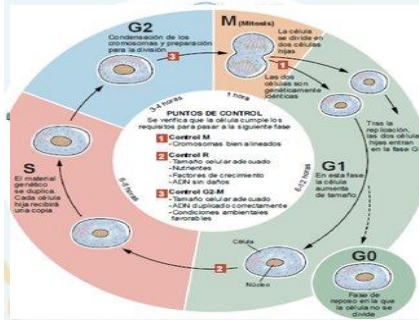 G2
Condensación de los
cromosomas y preparación
para la división
3
M (Mitosis)
La célula
se divide en
dos células
hijas
1
Las dos
células son
genéticamente
idénticas
3-4 horas
1 hora
PUNTOS DE CONTROL
Se verifica que la célula cumple los
requisitos para pasar a la siguiente fase
1 Control M
- Cromosomas bien alineados
2 Control R
- Tamaño celular adecuado
- Nutrientes
- Factores de crecimiento
- ADN sin daños
3 Control G2-M
- Tamaño celular adecuado
- ADN duplicado correctamente
- Condiciones ambientales
favorables
Tras la
replicación,
las dos células
hijas entran
en la fase G
G1
En esta fase
la célula
aumenta
de tamaño
S
El material
genético
se duplica.
Cada célula
hija recibirá
una copia
6-8 horas
6-12 horas
Célula
Núcleo
2
G0
Fase de
reposo en la que
la célula no se
divide